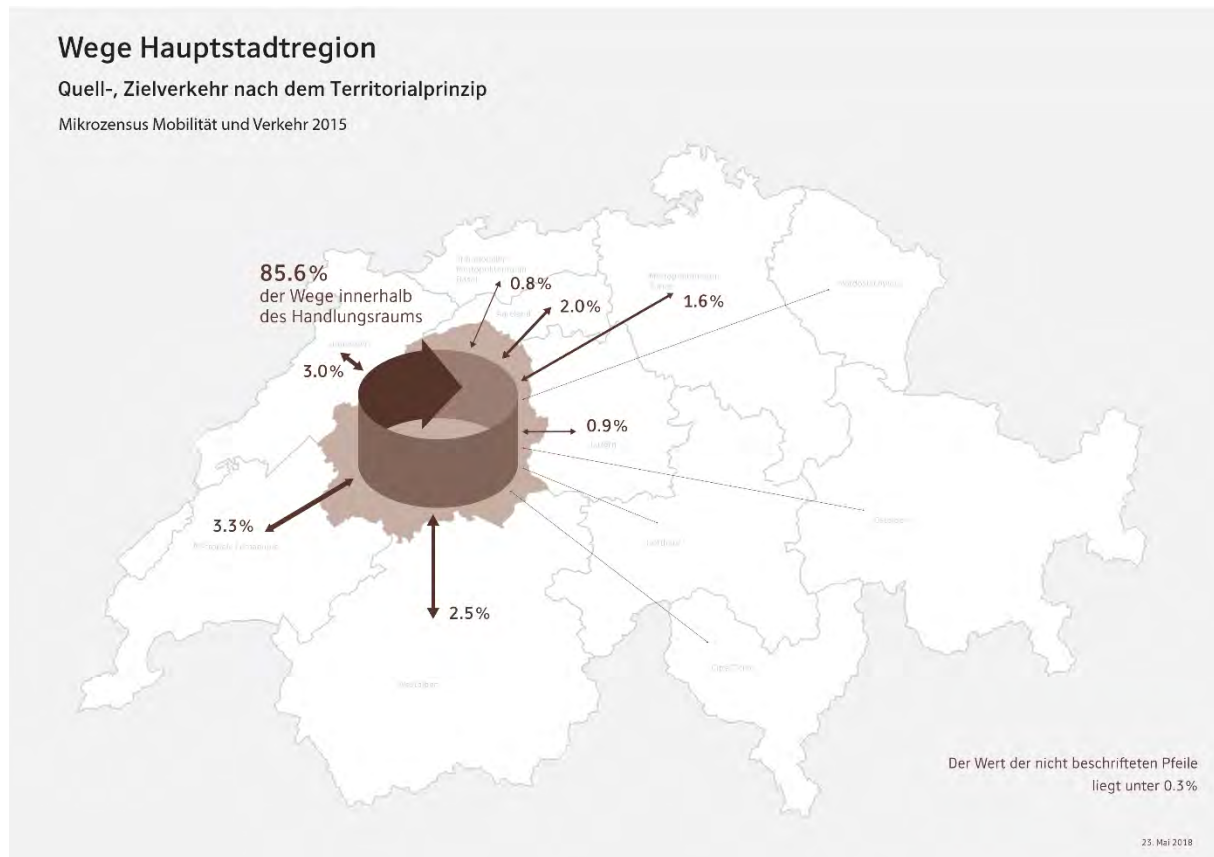 Wege Hauptstadtregion
Quell-, Zielverkehr nach dem Territorialprinzip
Mikrozensus Mobilität und Verkehr 2015
85.6%
der Wege innerhalb
des Handlungsraums
0.8%
2.0%
1.6%
3.0%
0.9%
3.3%
2.5%
Der Wert der nicht beschrifteten Pfeile
liegt unter 0.3%
23. Mai 2018